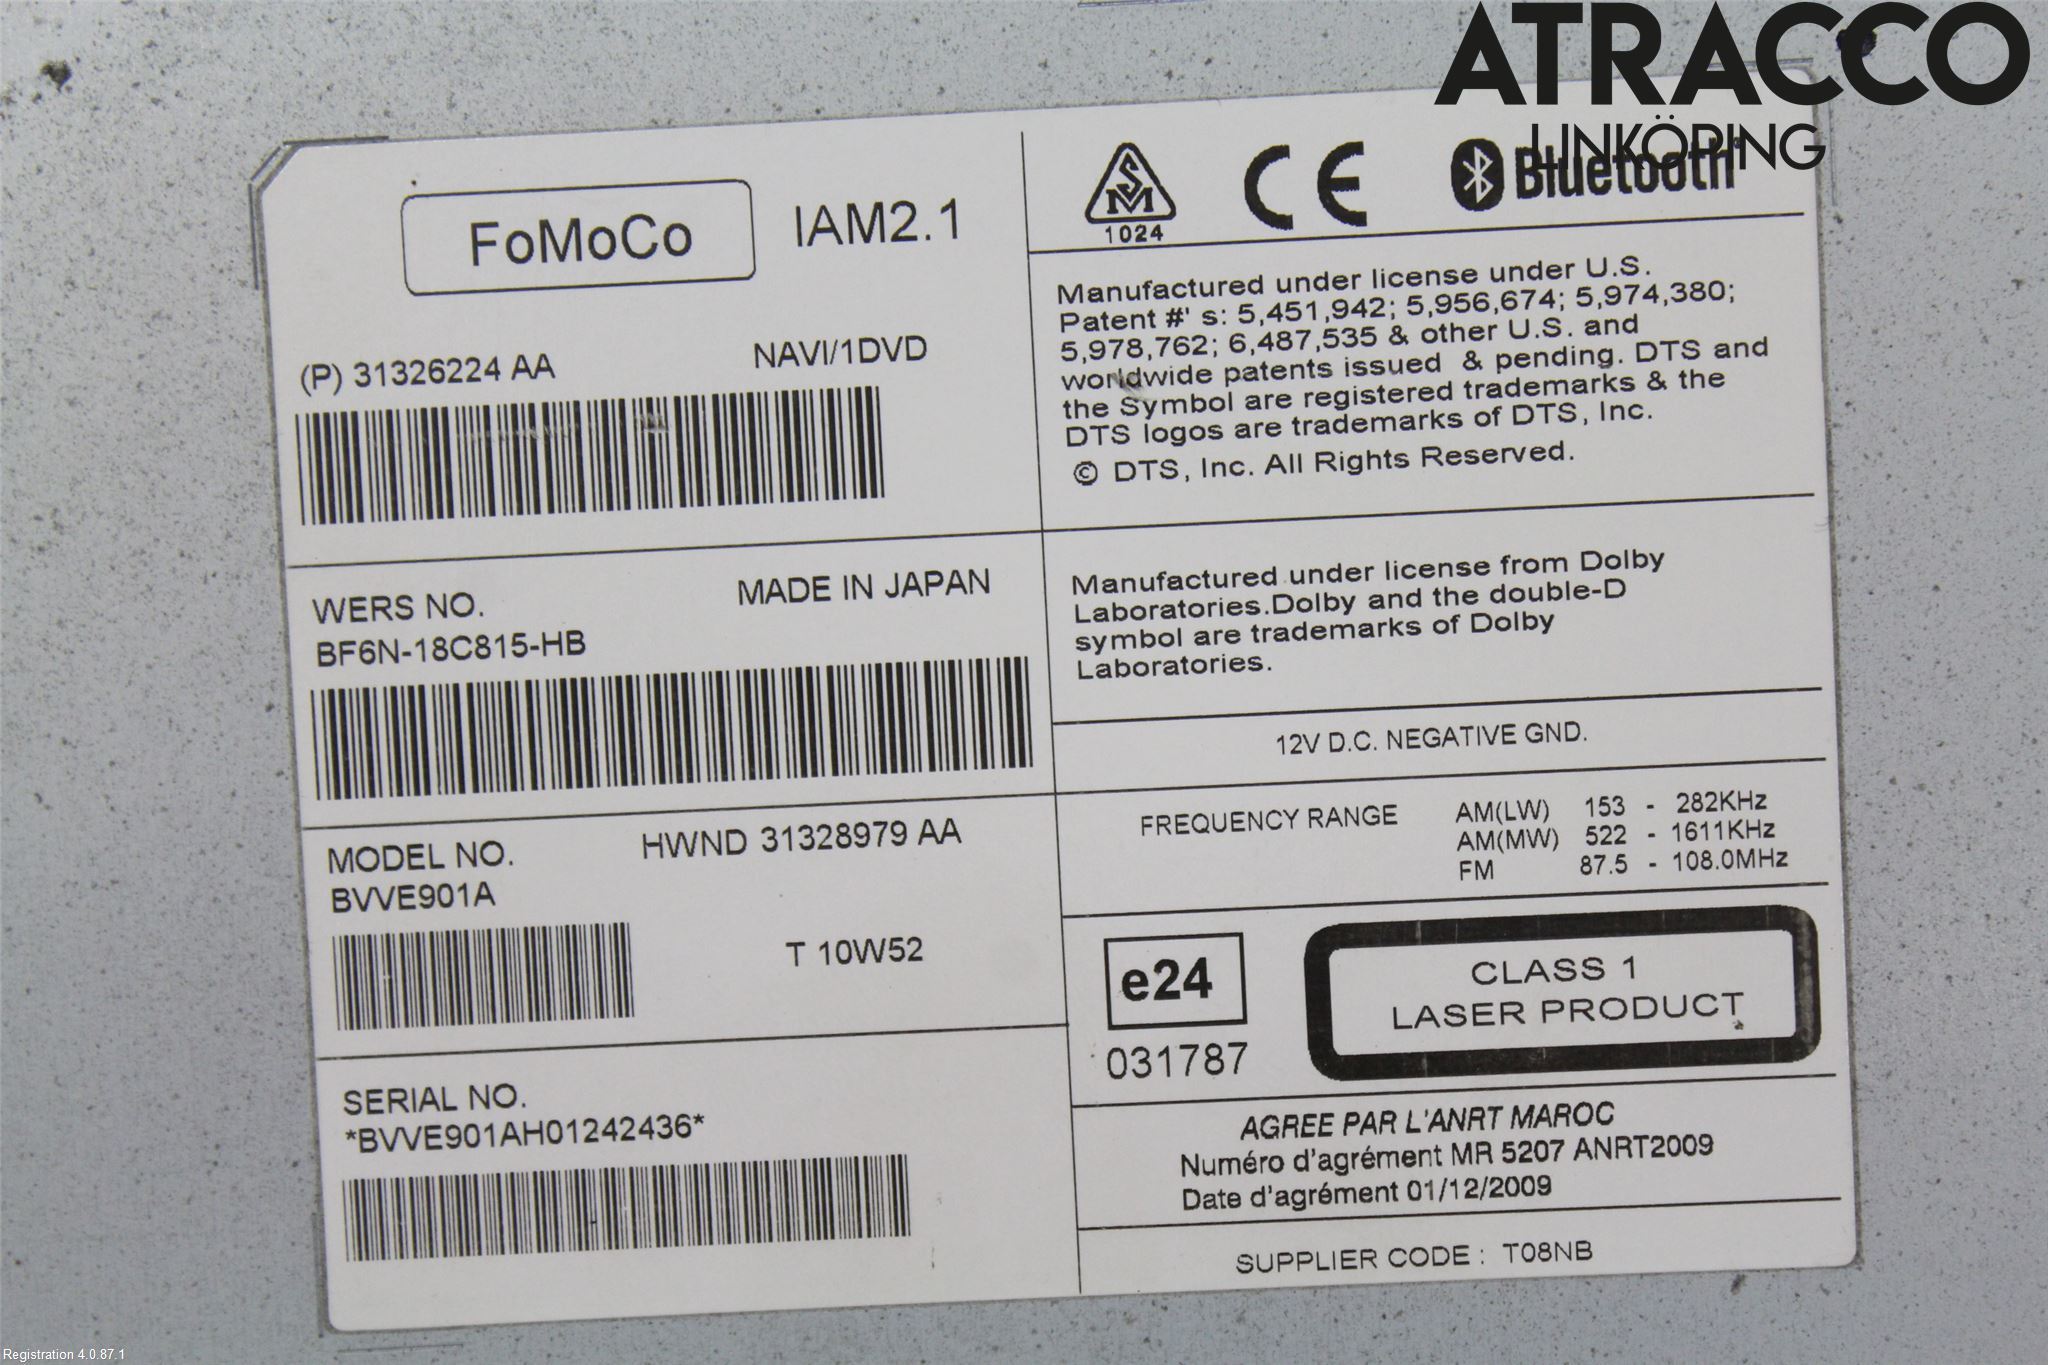 ATRACCO
LINKÖPING
FoMoCo
IAM2.1
(P) 31326224 AA
NAVI/1DVD
WERS NO.
MADE IN JAPAN
BF6N-18C815-HB
MODEL NO.
HWND 31328979 AA
BVVE901A
T 10W52
SERIAL NO.
*BVVE901AH01242436*
S
M
1024
CE
Bluetooth
Manufactured under license under U.S.
Patent #' s: 5,451,942; 5,956,674; 5,974,380;
5,978,762; 6,487,535 & other U.S. and
worldwide patents issued & pending. DTS and
the Symbol are registered trademarks & the
DTS logos are trademarks of DTS, Inc.
© DTS, Inc. All Rights Reserved.
Manufactured under license from Dolby
Laboratories.Dolby and the double-D
symbol are trademarks of Dolby
Laboratories.
12V D.C. NEGATIVE GND.
FREQUENCY RANGE
AM(LW) 153 - 282KHz
AM(MW) 522 - 1611KHz
FM 87.5 - 108.0MHz
e24
031787
CLASS 1
LASER PRODUCT
AGREE PAR L'ANRT MAROC
Numéro d'agrément MR 5207 ANRT2009
Date d'agrément 01/12/2009
SUPPLIER CODE : T08NB
Registration 4.0.87.1